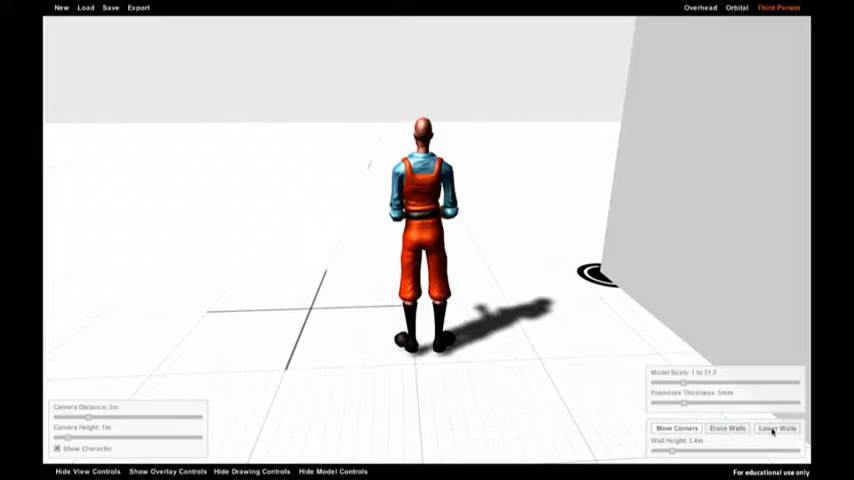 New Load Save Export Overhead Orbital Third Person
Camera Distance: 3m
Camera Height: 1m
Show Character
Model Scale: 1 to 31.5
Foamcore Thickness: 5mm
Move Corners Erase Walls Lower Walls
Wall Height: 3.4m
Hide View Controls Show Overlay Controls Hide Drawing Controls Hide Model Controls For educational use only